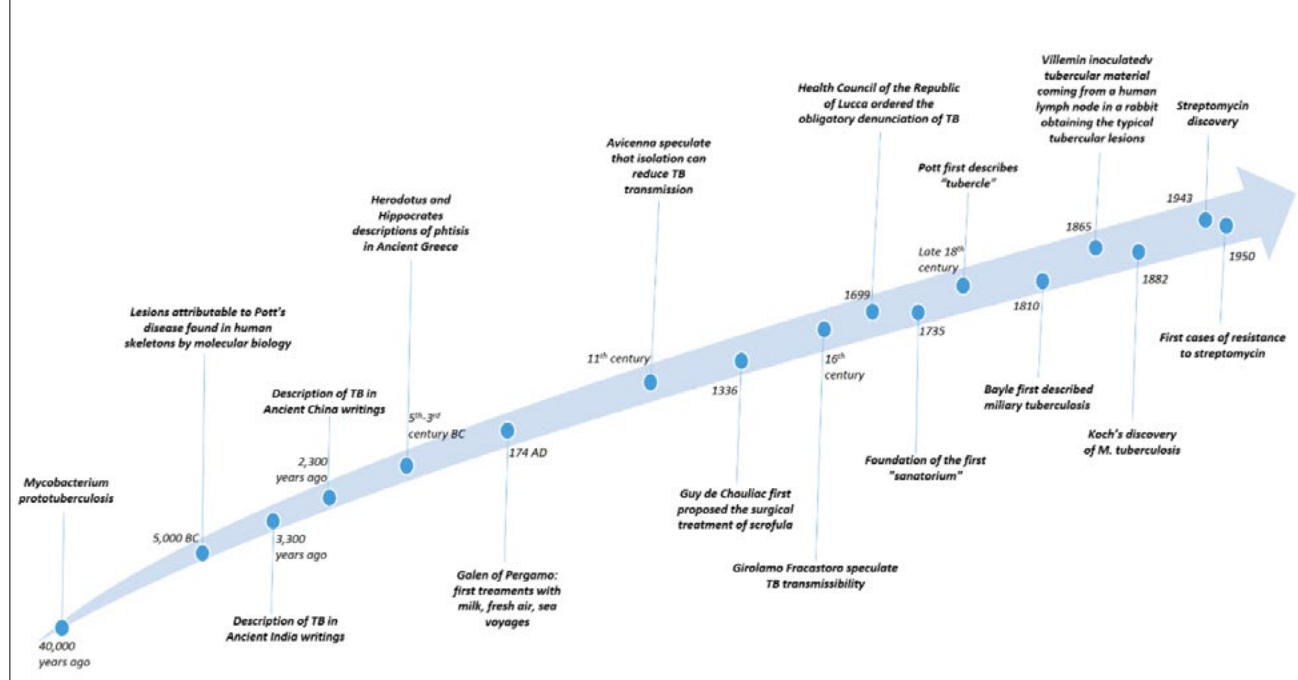 Mycobacterium
prototuberculosis
40,000
years ago
Lesions attributable to Pott's
disease found in human
skeletons by molecular biology
5,000 BC
3,300
years ago
Description of TB in
Ancient India writings
Description of TB in
Ancient China writings
2,300
years ago
Herodotus and
Hippocrates
descriptions of phtisis
in Ancient Greece
5th-3rd
century BC
174 AD
Galen of Pergamo:
first treaments with
milk, fresh air, sea
voyages
Avicenna speculate
that isolation can
reduce TB
transmission
11th century
1336
Guy de Chauliac first
proposed the surgical
treatment of scrofula
16th
century
Girolamo Fracastoro speculate
TB transmissibility
Health Council of the Republic
of Lucca ordered the
obligatory denunciation of TB
1699
1735
Foundation of the first
"sanatorium"
Pott first describes
"tubercle"
Late 18th
century
1810
Bayle first described
miliary tuberculosis
Villemin inoculatedv
tubercular material
coming from a human
lymph node in a rabbit
obtaining the typical
tubercular lesions
1865
1882
Koch's discovery
of M. tuberculosis
Streptomycin
discovery
1943
1950
First cases of resistance
to streptomycin